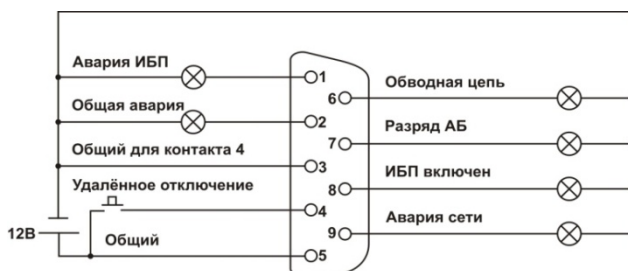 Авария ИБП
1
Общая авария
2
Общий для контакта 4
3
Удалённое отключение
4
12В
Общий
5
6
Обводная цепь
7
Разряд АБ
8
ИБП включен
9
Авария сети